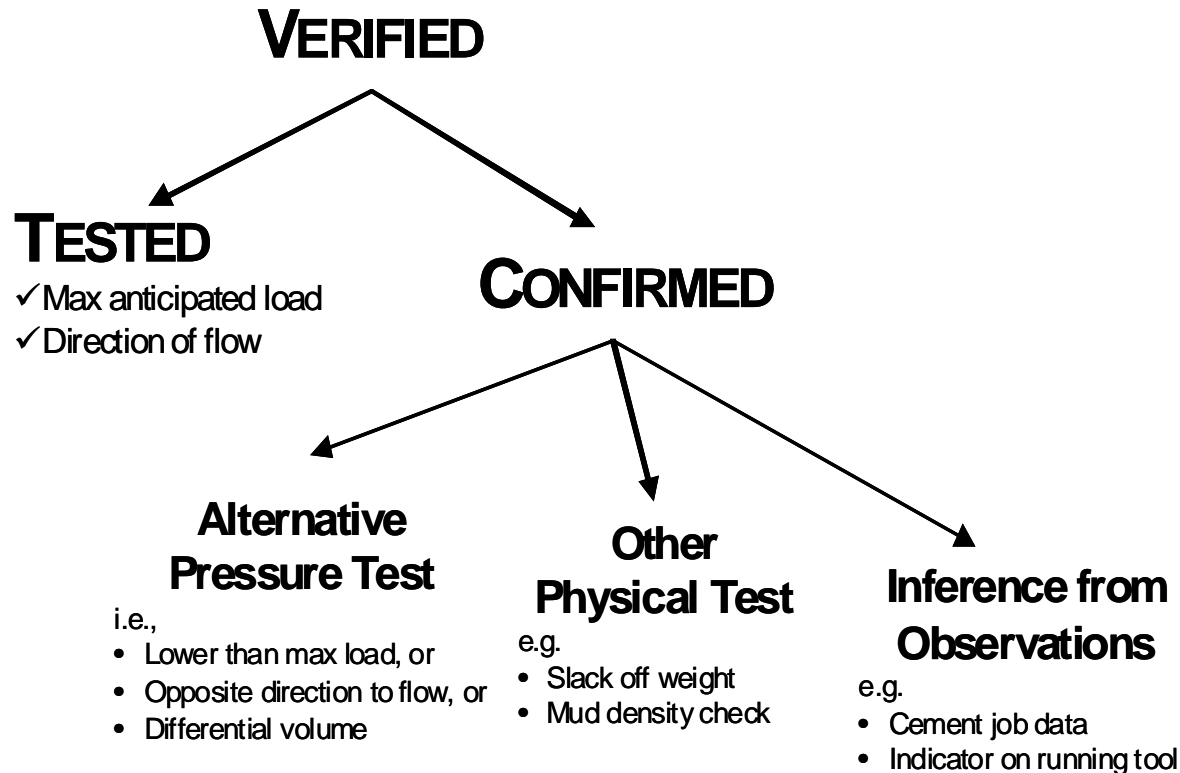 VERIFIED
TESTED
✓Max anticipated load
✓Direction of flow
CONFIRMED
Alternative
Pressure Test
i.e.,
• Lower than max load, or
• Opposite direction to flow, or
• Differential volume
Other
Physical Test
e.g.
• Slack off weight
• Mud density check
Inference from
Observations
e.g.
• Cement job data
• Indicator on running tool